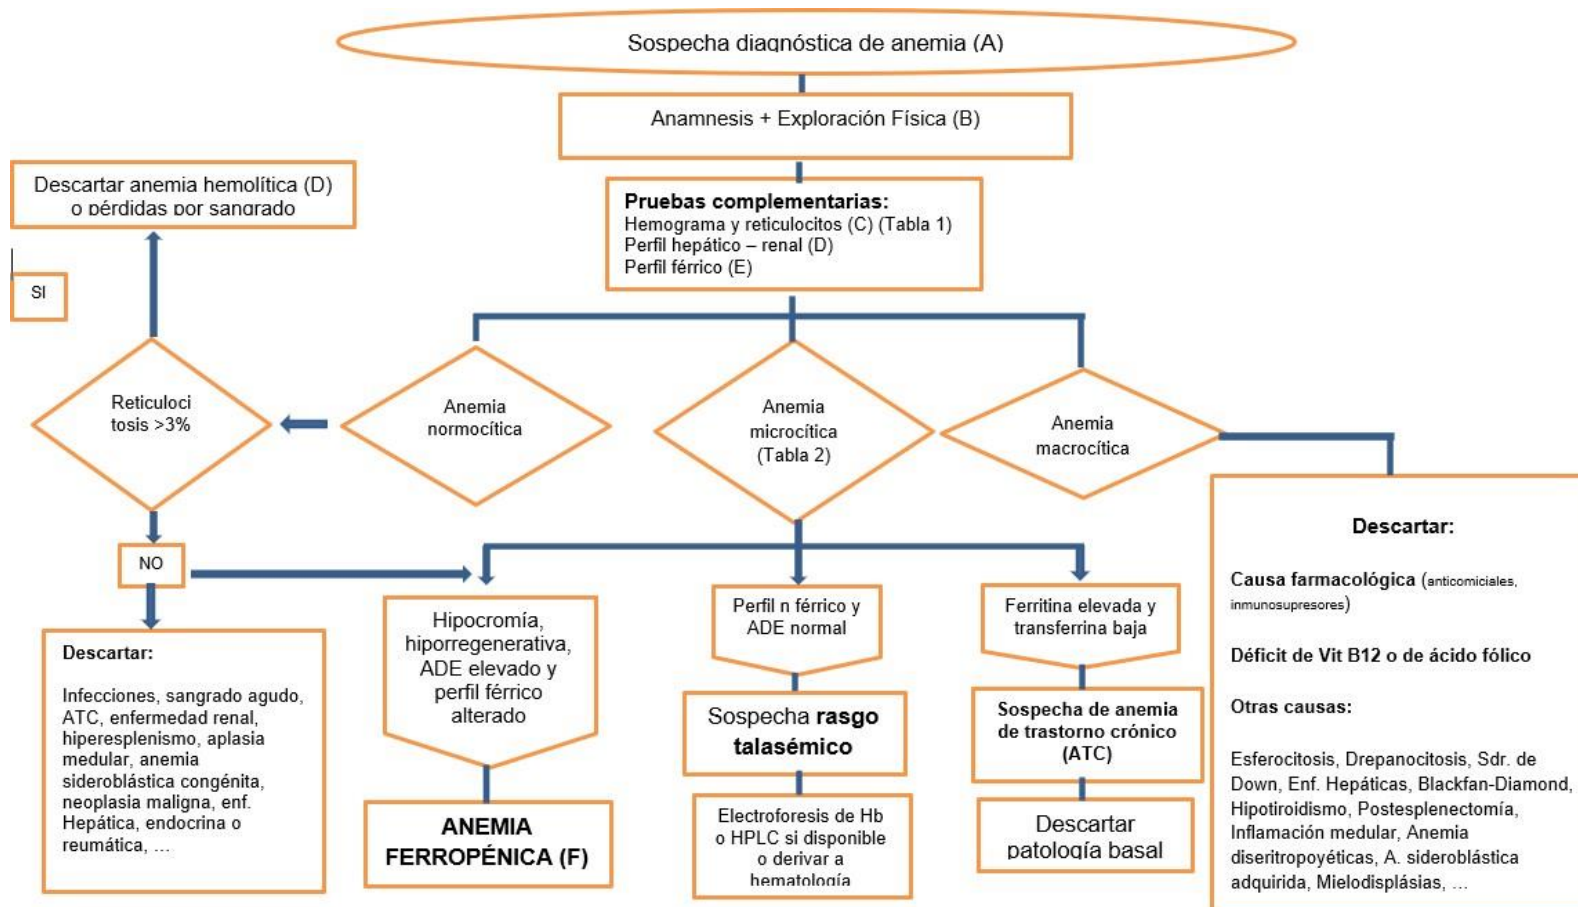 Sospecha diagnóstica de anemia (A)
Anamnesis + Exploración Física (B)
Descartar anemia hemolítica (D)
o pérdidas por sangrado
Pruebas complementarias:
Hemograma y reticulocitos (C) (Tabla 1)
Perfil hepático – renal (D)
Perfil férrico (E)
SI
Reticuloci
tosis >3%
Anemia
normocítica
Anemia
microcítica
(Tabla 2)
Anemia
macrocítica
NO
Descartar:
Infecciones, sangrado agudo,
ATC, enfermedad renal,
hiperesplenismo, aplasia
medular, anemia
sideroblástica congénita,
neoplasia maligna, enf.
Hepática, endocrina o
reumática, ...
Hipocromía,
hiporregenerativa,
ADE elevado y
perfil férrico
alterado
ANEMIA
FERROPÉNICA (F)
Perfil n férrico y
ADE normal
Sospecha rasgo
talasémico
Electroforesis de Hb
o HPLC si disponible
o derivar a
hematología
Ferritina elevada y
transferrina baja
Sospecha de anemia
de trastorno crónico
(ATC)
Descartar
patología basal
Descartar:
Causa farmacológica (anticomiciales,
inmunosupresores)
Déficit de Vit B12 o de ácido fólico
Otras causas:
Esferocitosis, Drepanocitosis, Sdr. de
Down, Enf. Hepáticas, Blackfan-Diamond,
Hipotiroidismo, Postesplenectomía,
Inflamación medular, Anemia
diseritropoyéticas, A. sideroblástica
adquirida, Mielodisplásias, ...